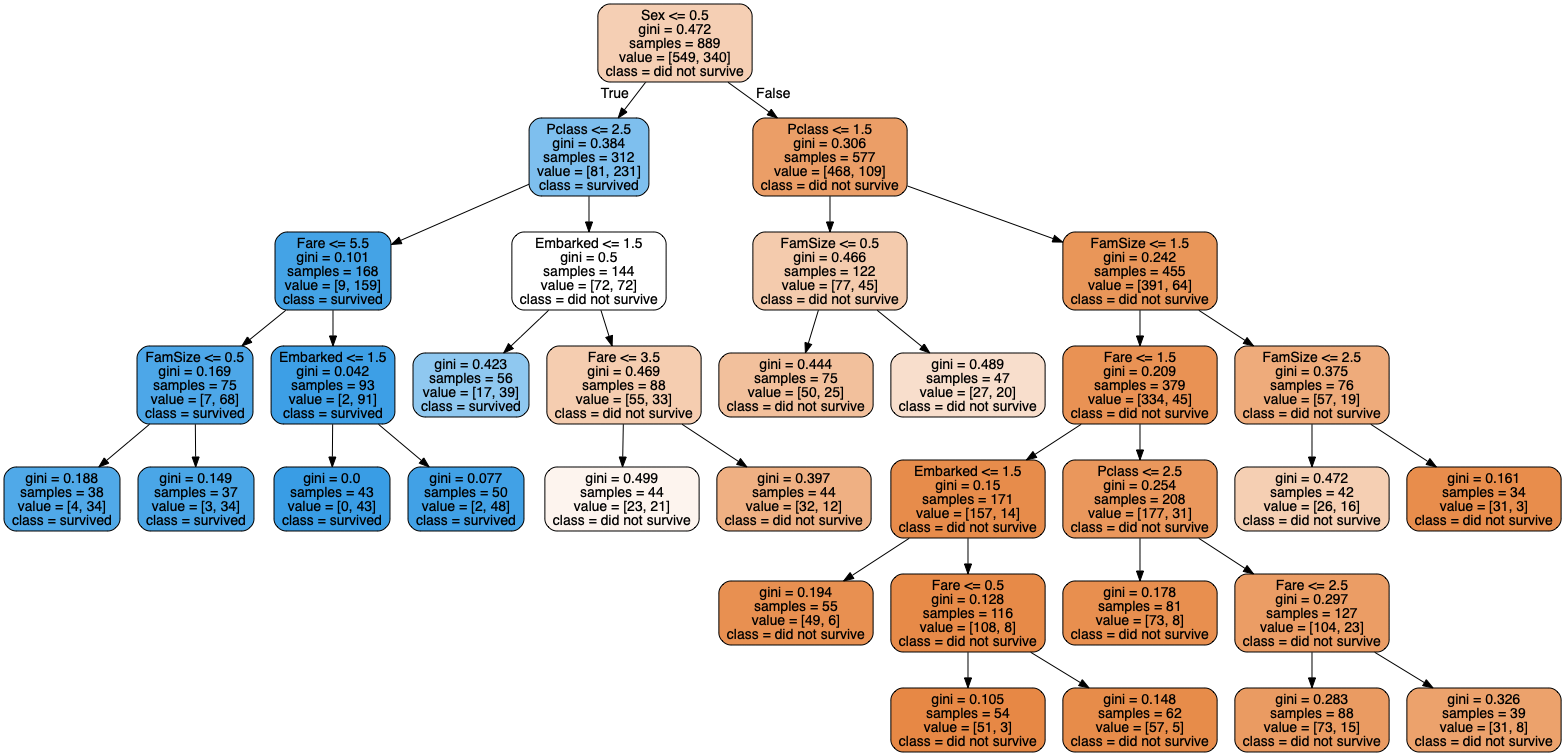 Sex <= 0.5
gini = 0.472
samples = 889
value = [549, 340]
class = did not survive
True
False
Pclass <= 2.5
gini = 0.384
samples = 312
value = [81, 231]
class = survived
Pclass <= 1.5
gini = 0.306
samples = 577
value = [468, 109]
class = did not survive
Fare <= 5.5
gini = 0.101
samples = 168
value = [9, 159]
class = survived
Embarked <= 1.5
gini = 0.5
samples = 144
value = [72, 72]
class = did not survive
FamSize <= 0.5
gini = 0.466
samples = 122
value = [77, 45]
class = did not survive
FamSize <= 1.5
gini = 0.242
samples = 455
value = [391, 64]
class = did not survive
FamSize <= 0.5
gini = 0.169
samples = 75
value = [7, 68]
class = survived
Embarked <= 1.5
gini = 0.042
samples = 93
value = [2, 91]
class = survived
gini = 0.423
samples = 56
value = [17, 39]
class = survived
Fare <= 3.5
gini = 0.469
samples = 88
value = [55, 33]
class = did not survive
gini = 0.444
samples = 75
value = [50, 25]
class = did not survive
gini = 0.489
samples = 47
value = [27, 20]
class = did not survive
Fare <= 1.5
gini = 0.209
samples = 379
value = [334, 45]
class = did not survive
FamSize <= 2.5
gini = 0.375
samples = 76
value = [57, 19]
class = did not survive
gini = 0.188
samples = 38
value = [4, 34]
class = survived
gini = 0.149
samples = 37
value = [3, 34]
class = survived
gini = 0.0
samples = 43
value = [0, 43]
class = survived
gini = 0.077
samples = 50
value = [2, 48]
class = survived
gini = 0.499
samples = 44
value = [23, 21]
class = did not survive
gini = 0.397
samples = 44
value = [32, 12]
class = did not survive
Embarked <= 1.5
gini = 0.15
samples = 171
value = [157, 14]
class = did not survive
Pclass <= 2.5
gini = 0.254
samples = 208
value = [177, 31]
class = did not survive
gini = 0.472
samples = 42
value = [26, 16]
class = did not survive
gini = 0.161
samples = 34
value = [31, 3]
class = did not survive
gini = 0.194
samples = 55
value = [49, 6]
class = did not survive
Fare <= 0.5
gini = 0.128
samples = 116
value = [108, 8]
class = did not survive
gini = 0.178
samples = 81
value = [73, 8]
class = did not survive
Fare <= 2.5
gini = 0.297
samples = 127
value = [104, 23]
class = did not survive
gini = 0.105
samples = 54
value = [51, 3]
class = did not survive
gini = 0.148
samples = 62
value = [57, 5]
class = did not survive
gini = 0.283
samples = 88
value = [73, 15]
class = did not survive
gini = 0.326
samples = 39
value = [31, 8]
class = did not survive